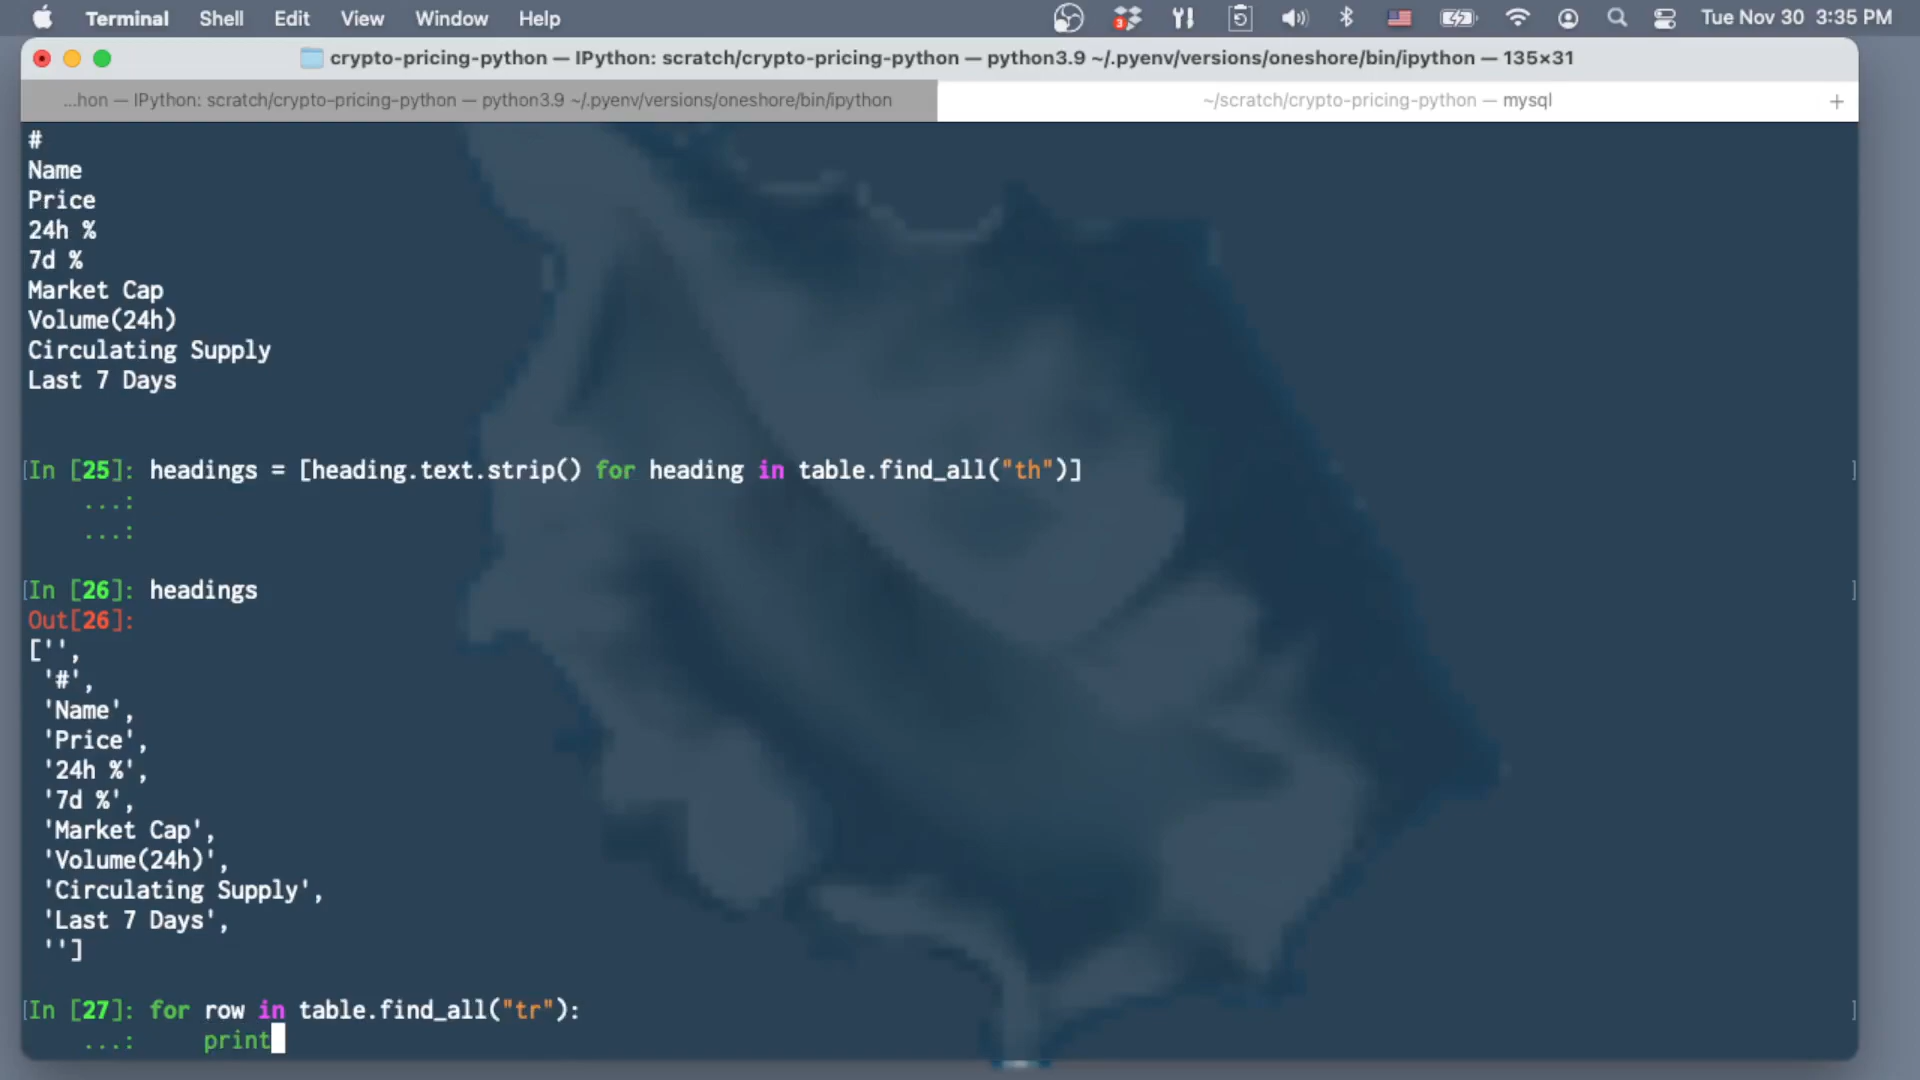 Terminal Shell Edit View Window Help 3 Tue Nov 30 3:35 PM
crypto-pricing-python — IPython: scratch/crypto-pricing-python — python3.9 ~/.pyenv/versions/oneshore/bin/ipython — 135×31
...hon — IPython: scratch/crypto-pricing-python — python3.9 ~/.pyenv/versions/oneshore/bin/ipython ~/scratch/crypto-pricing-python — mysql +
#
Name
Price
24h %
7d %
Market Cap
Volume(24h)
Circulating Supply
Last 7 Days
[In [25]: headings = [heading.text.strip() for heading in table.find_all("th")] ]
...:
...:
[In [26]: headings ]
Out[26]:
['',
'#',
'Name',
'Price',
'24h %',
'7d %',
'Market Cap',
'Volume(24h)',
'Circulating Supply',
'Last 7 Days',
'']
[In [27]: for row in table.find_all("tr"): ]
...: print